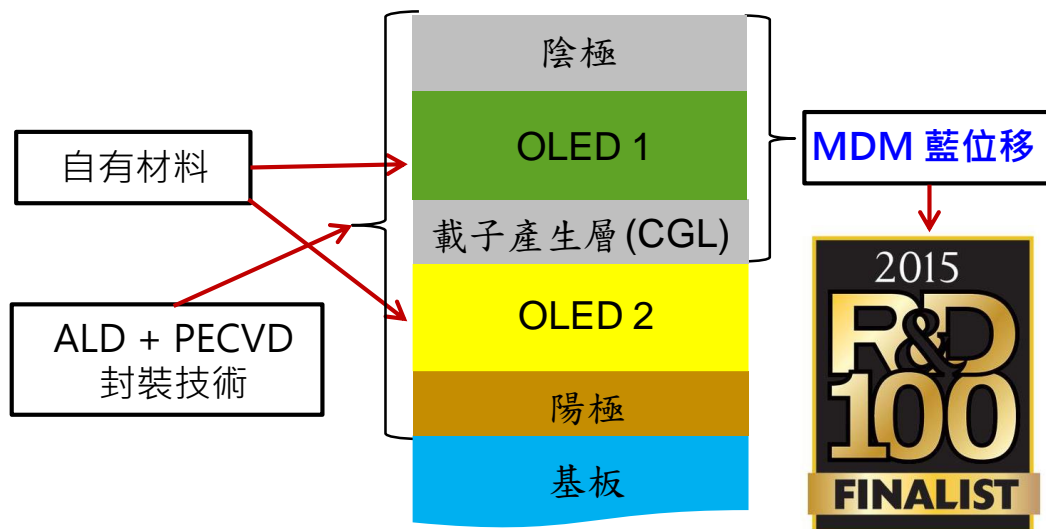 陰極
OLED 1
載子產生層(CGL)
OLED 2
陽極
基板
自有材料
ALD + PECVD
封裝技術
MDM 藍位移
2015
R&D
100
FINALIST